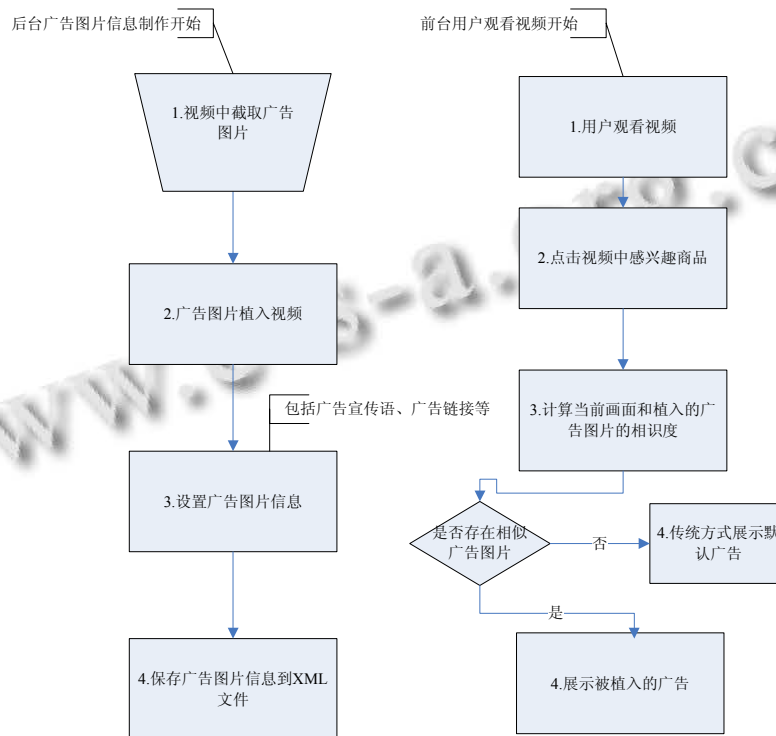 后台广告图片信息制作开始
1.视频中截取广告
图片
2.广告图片植入视频
包括广告宣传语、广告链接等
3.设置广告图片信息
4.保存广告图片信息到XML
文件
前台用户观看视频开始
1.用户观看视频
2.点击视频中感兴趣商品
3.计算当前画面和植入的广
告图片的相识度
是否存在相似
广告图片
否
4.传统方式展示默
认广告
是
4.展示被植入的广告